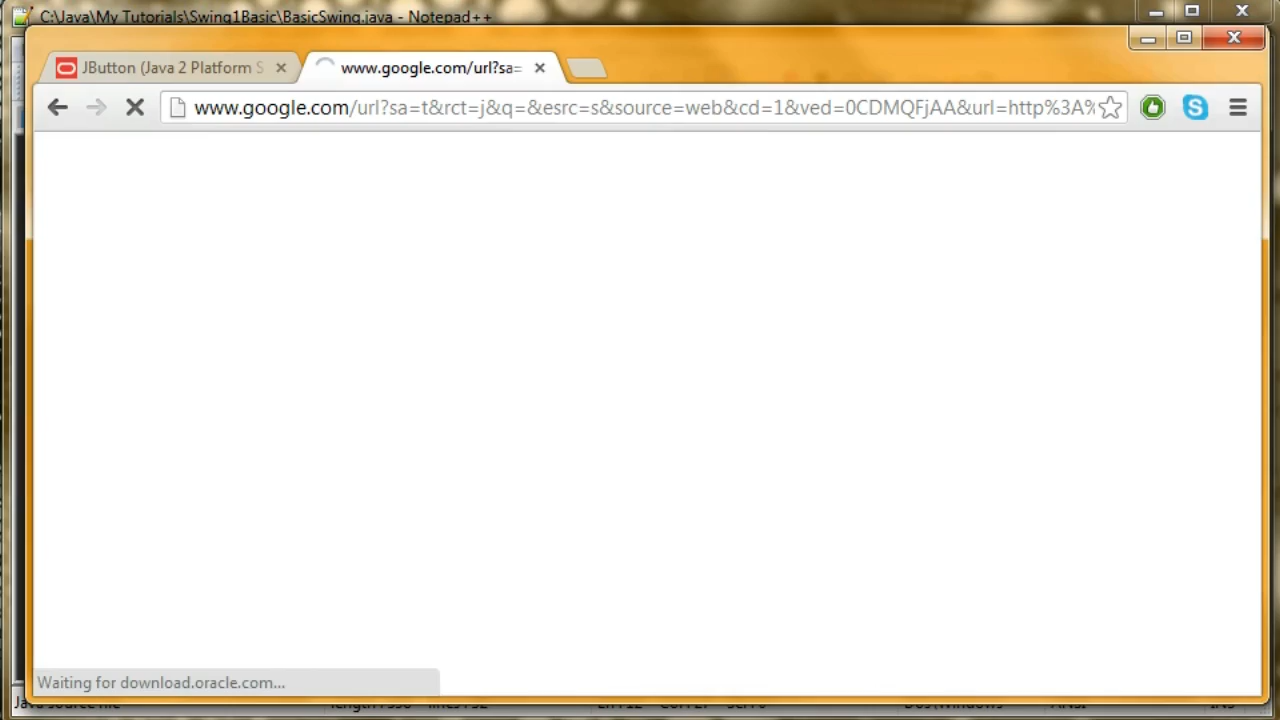 C:\Java\My Tutorials\Swing1Basic\BasicSwing.java - Notepad++
JButton (Java 2 Platform S
www.google.com/url?sa=
www.google.com/url?sa=t&rct=j&q=&esrc=s&source=web&cd=1&ved=0CDMQFjAA&url=http%3A%
Waiting for download.oracle.com...